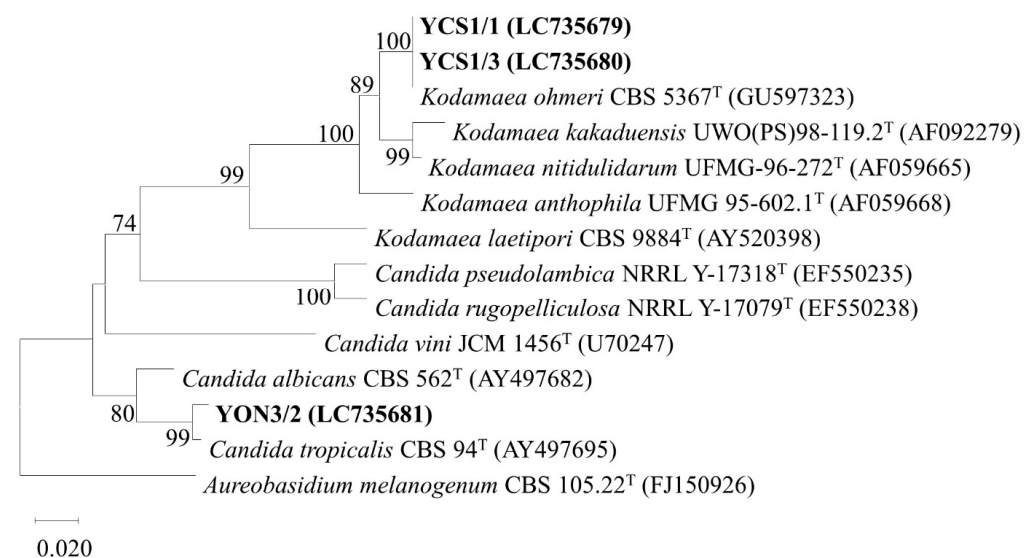 YCS1/1 (LC735679)
100
YCS1/3 (LC735680)
89
Kodamaea ohmeri CBS 5367ᵀ (GU597323)
100
Kodamaea kakaduensis UWO(PS)98-119.2ᵀ (AF092279)
99
Kodamaea nitidulidarum UFMG-96-272ᵀ (AF059665)
99
Kodamaea anthophila UFMG 95-602.1ᵀ (AF059668)
74
Kodamaea laetipori CBS 9884ᵀ (AY520398)
Candida pseudolambica NRRL Y-17318ᵀ (EF550235)
100
Candida rugopelliculosa NRRL Y-17079ᵀ (EF550238)
Candida vini JCM 1456ᵀ (U70247)
Candida albicans CBS 562ᵀ (AY497682)
80
YON3/2 (LC735681)
99
Candida tropicalis CBS 94ᵀ (AY497695)
Aureobasidium melanogenum CBS 105.22ᵀ (FJ150926)
0.020